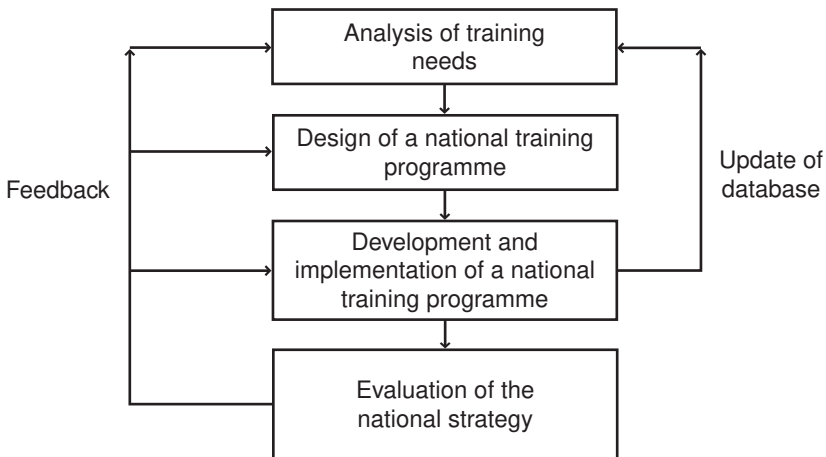 Analysis of training
needs
Design of a national training
programme
Feedback
Update of
database
Development and
implementation of a national
training programme
Evaluation of the
national strategy